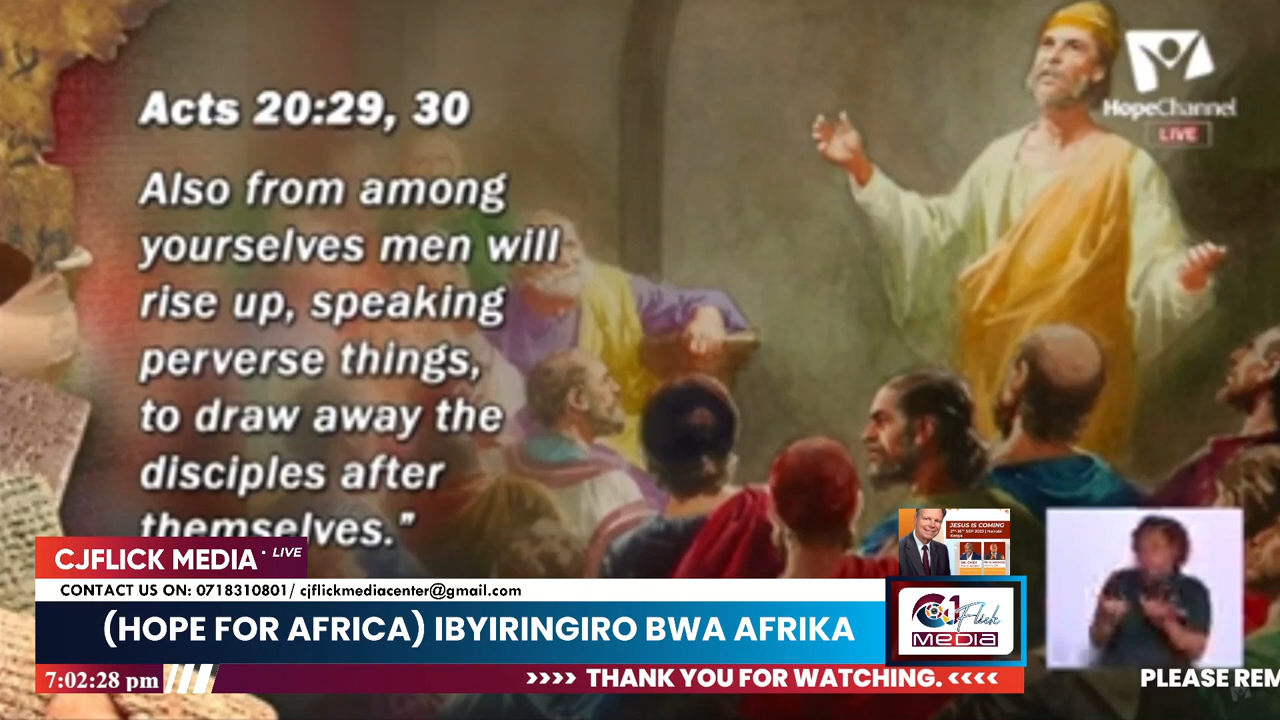 Acts 20:29, 30
Also from among
yourselves men will
rise up, speaking
perverse things,
to draw away the
disciples after
themselves."
HopeChannel
LIVE
JESUS IS COMING
CJFLICK MEDIA • LIVE
CONTACT US ON: 0718310801/ cjflickmediacenter@gmail.com
(HOPE FOR AFRICA) IBYIRINGIRO BWA AFRIKA
Flick
MEDIA
7:02:28 pm
>>>> THANK YOU FOR WATCHING. <<<<
PLEASE REM